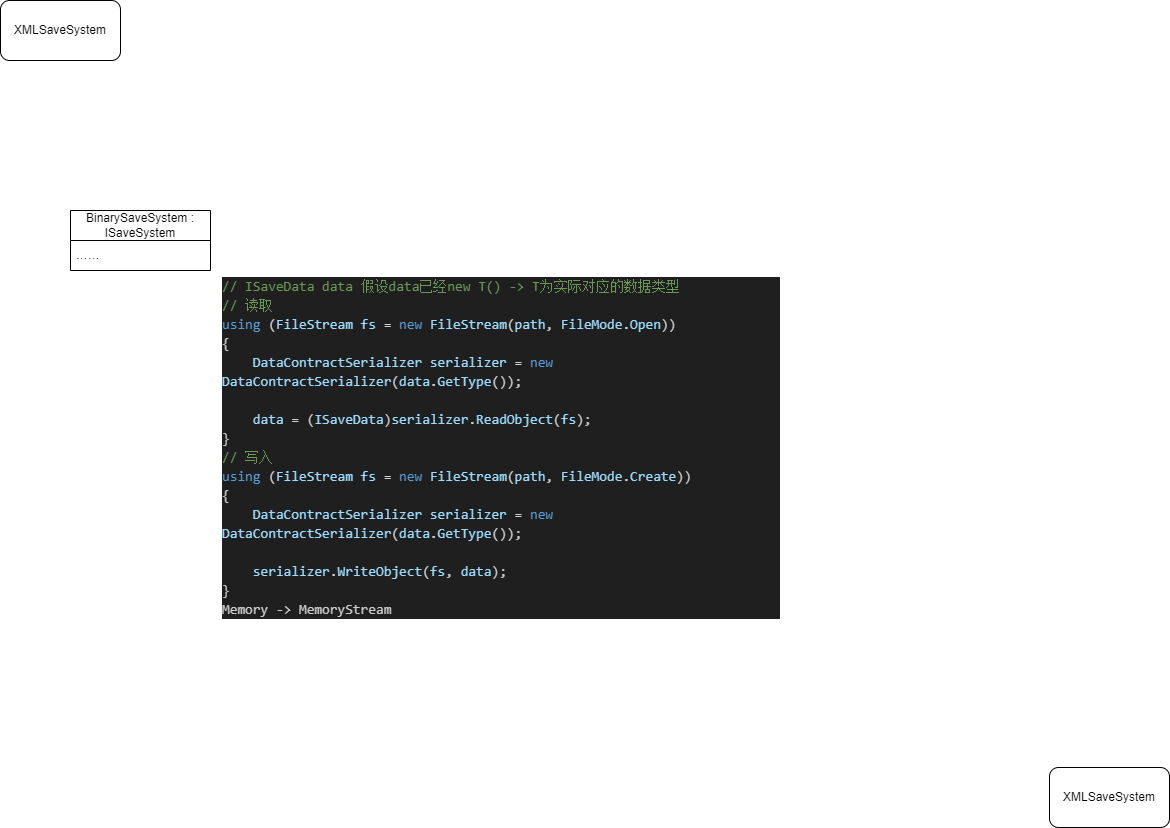 XMLSaveSystem
BinarySaveSystem :
ISaveSystem
......
// ISaveData data 假设data已经new T() -> T为实际对应的数据类型
// 读取
using (FileStream fs = new FileStream(path, FileMode.Open))
{
    DataContractSerializer serializer = new
DataContractSerializer(data.GetType());
    data = (ISaveData)serializer.ReadObject(fs);
}
// 写入
using (FileStream fs = new FileStream(path, FileMode.Create))
{
    DataContractSerializer serializer = new
DataContractSerializer(data.GetType());
    serializer.WriteObject(fs, data);
}
Memory -> MemoryStream
XMLSaveSystem